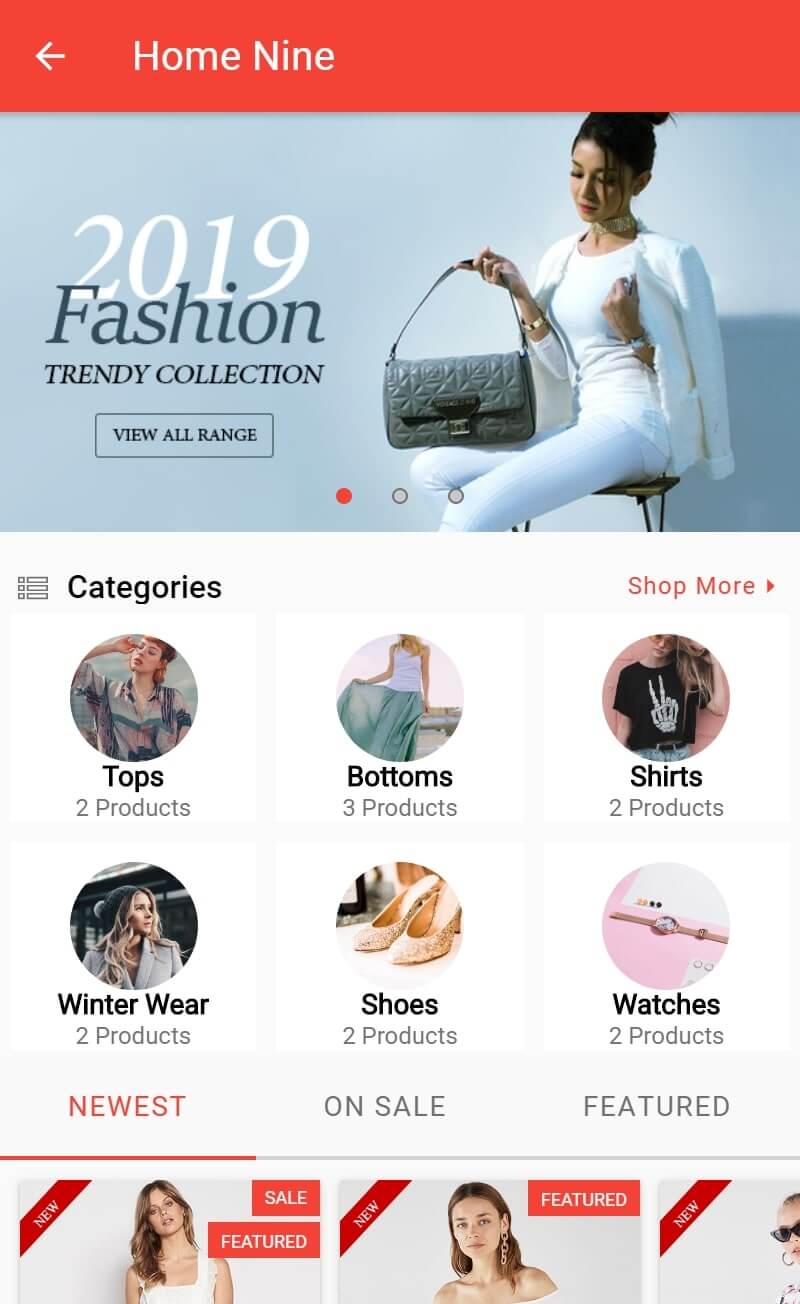 Home Nine
2019
Fashion
TRENDY COLLECTION
VIEW ALL RANGE
Categories
Shop More
Tops
Bottoms
Shirts
2 Products
3 Products
2 Products
Winter Wear
Shoes
Watches
2 Products
2 Products
2 Products
NEWEST
ON SALE
FEATURED
NEW
SALE
FEATURED
NEW
FEATURED
NEW